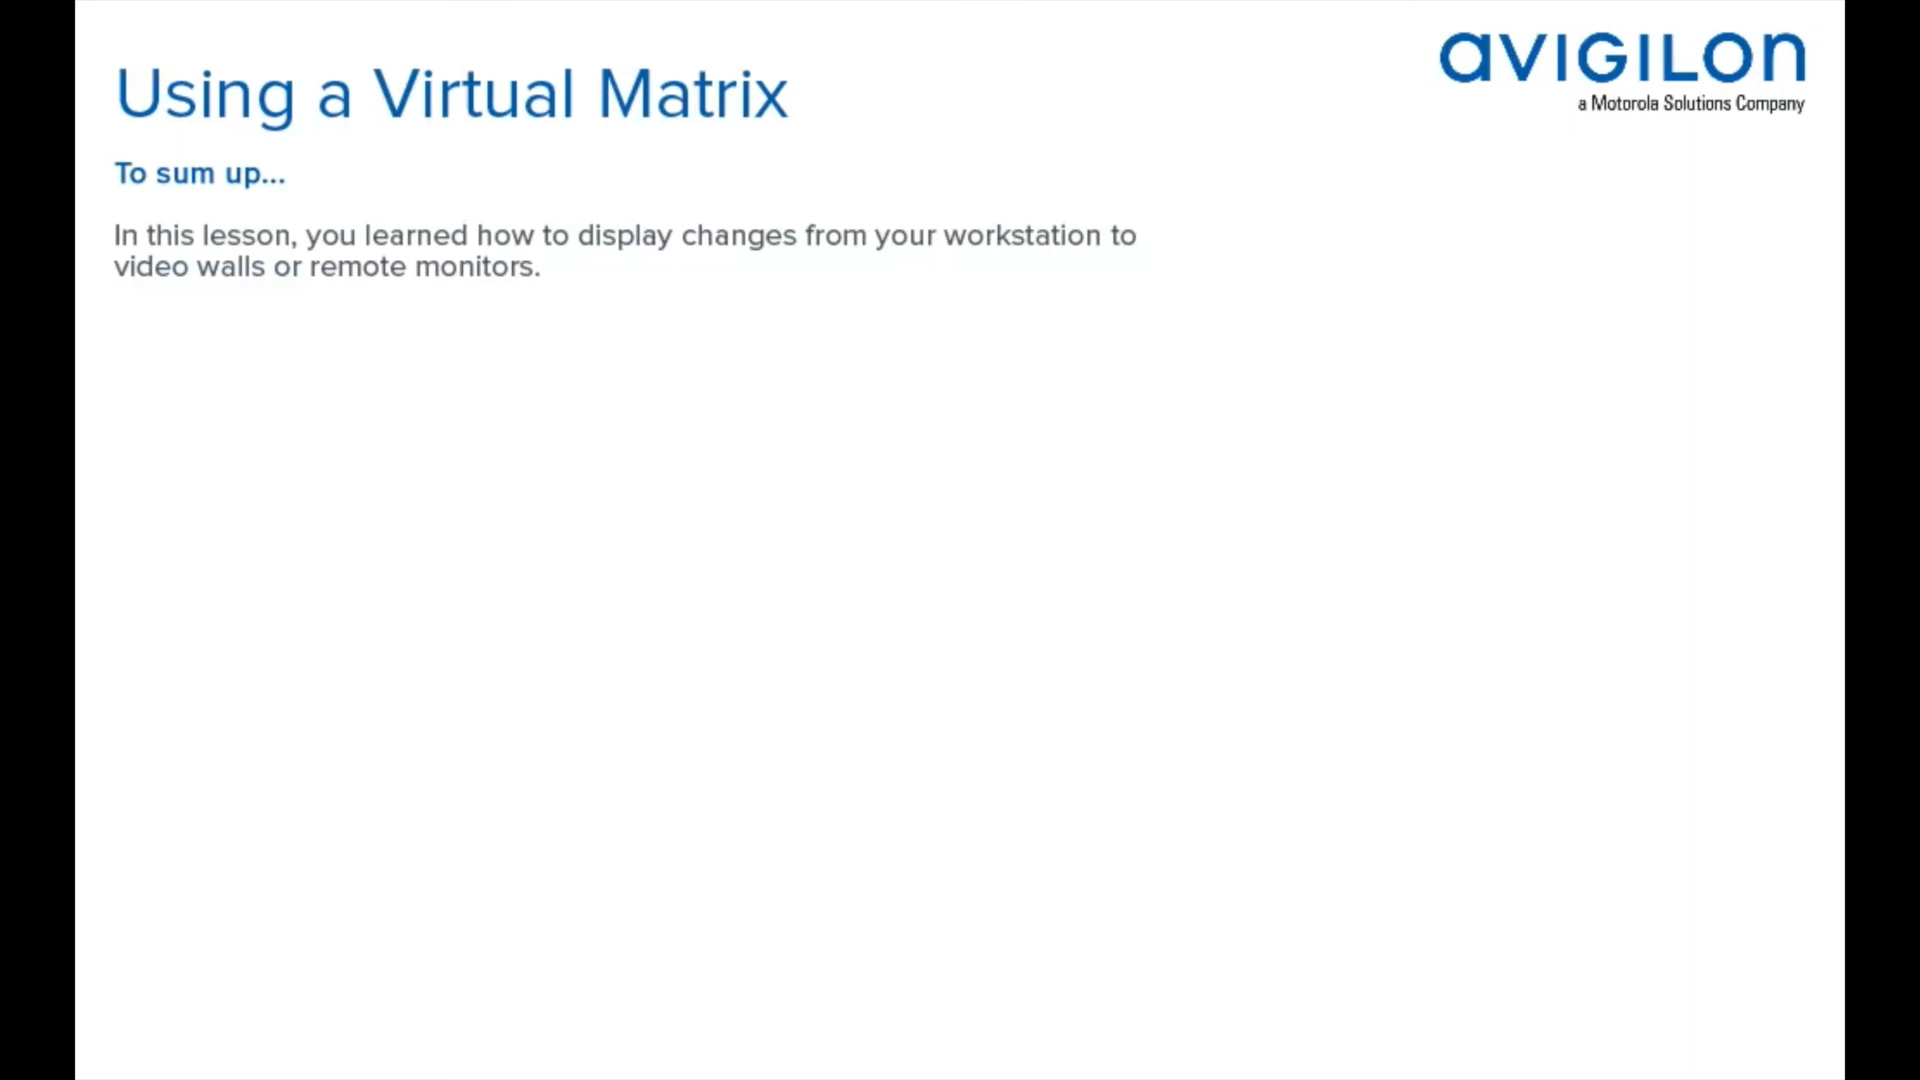 AVIGILON
a Motorola Solutions Company
Using a Virtual Matrix
To sum up...
In this lesson, you learned how to display changes from your workstation to
video walls or remote monitors.